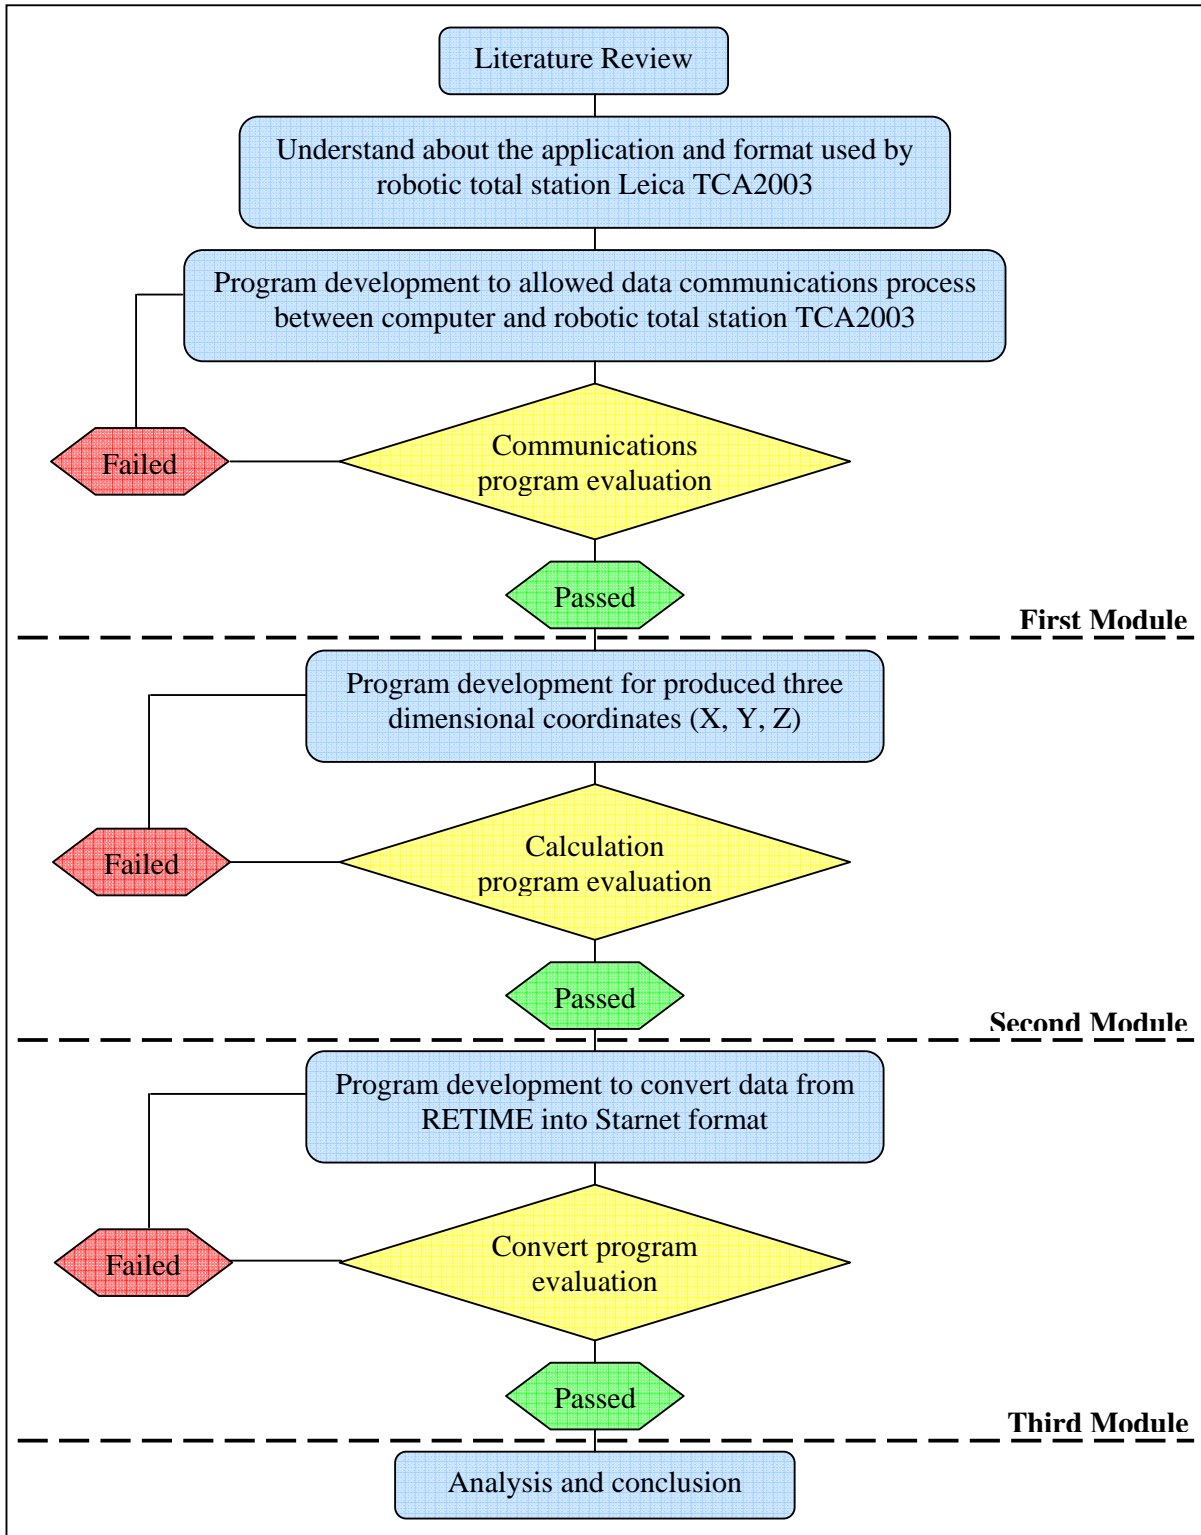 Literature Review
Understand about the application and format used by
robotic total station Leica TCA2003
Program development to allowed data communications process
between computer and robotic total station TCA2003
Communications
program evaluation
Failed
Passed
First Module
Program development for produced three
dimensional coordinates (X, Y, Z)
Calculation
program evaluation
Failed
Passed
Second Module
Program development to convert data from
RETIME into Starnet format
Convert program
evaluation
Failed
Passed
Third Module
Analysis and conclusion